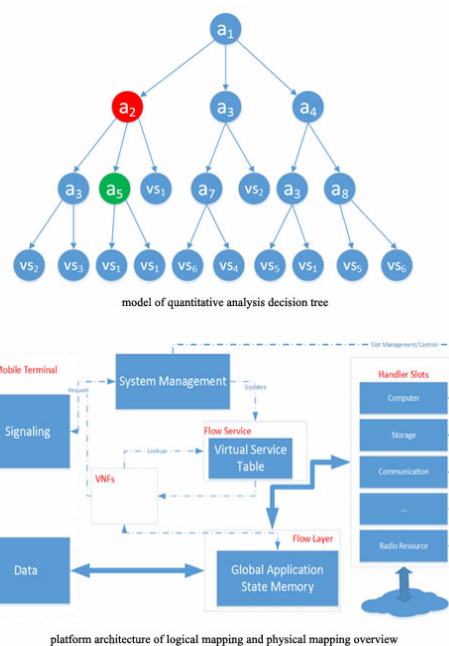 a1
a2
a3
a4
a3
a5
vs1
a7
vs2
a3
a8
vs2
vs3
vs1
vs1
vs6
vs4
vs5
vs1
vs5
vs6
model of quantitative analysis decision tree
Slot Management/Control
Mobile Terminal
System Management
Handler Slots
Request
Updates
Computer
Signaling
Flow Service
Storage
Lookup
Virtual Service
Table
VNFs
Communication
...
Flow Layer
Radio Resource
Data
Global Application
State Memory
platform architecture of logical mapping and physical mapping overview